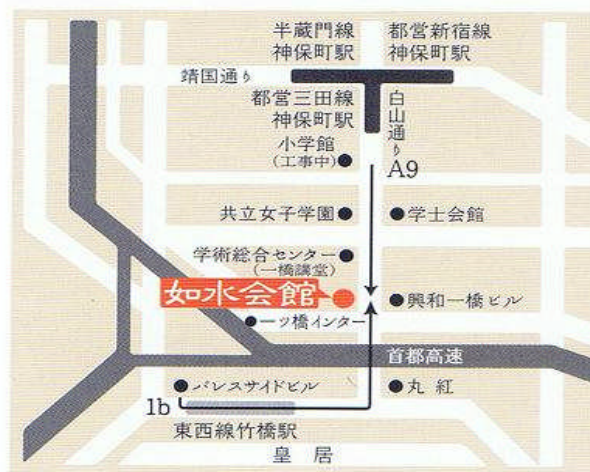 半蔵門線
神保町駅
都営新宿線
神保町駅
靖国通り
都営三田線
神保町駅
白山通り
小学館
(工事中)
A9
共立女子学園
学士会館
学術総合センター
(一橋講堂)
如水会館
興和一橋ビル
一ツ橋インター
首都高速
パレスサイドビル
丸紅
1b
東西線竹橋駅
皇居